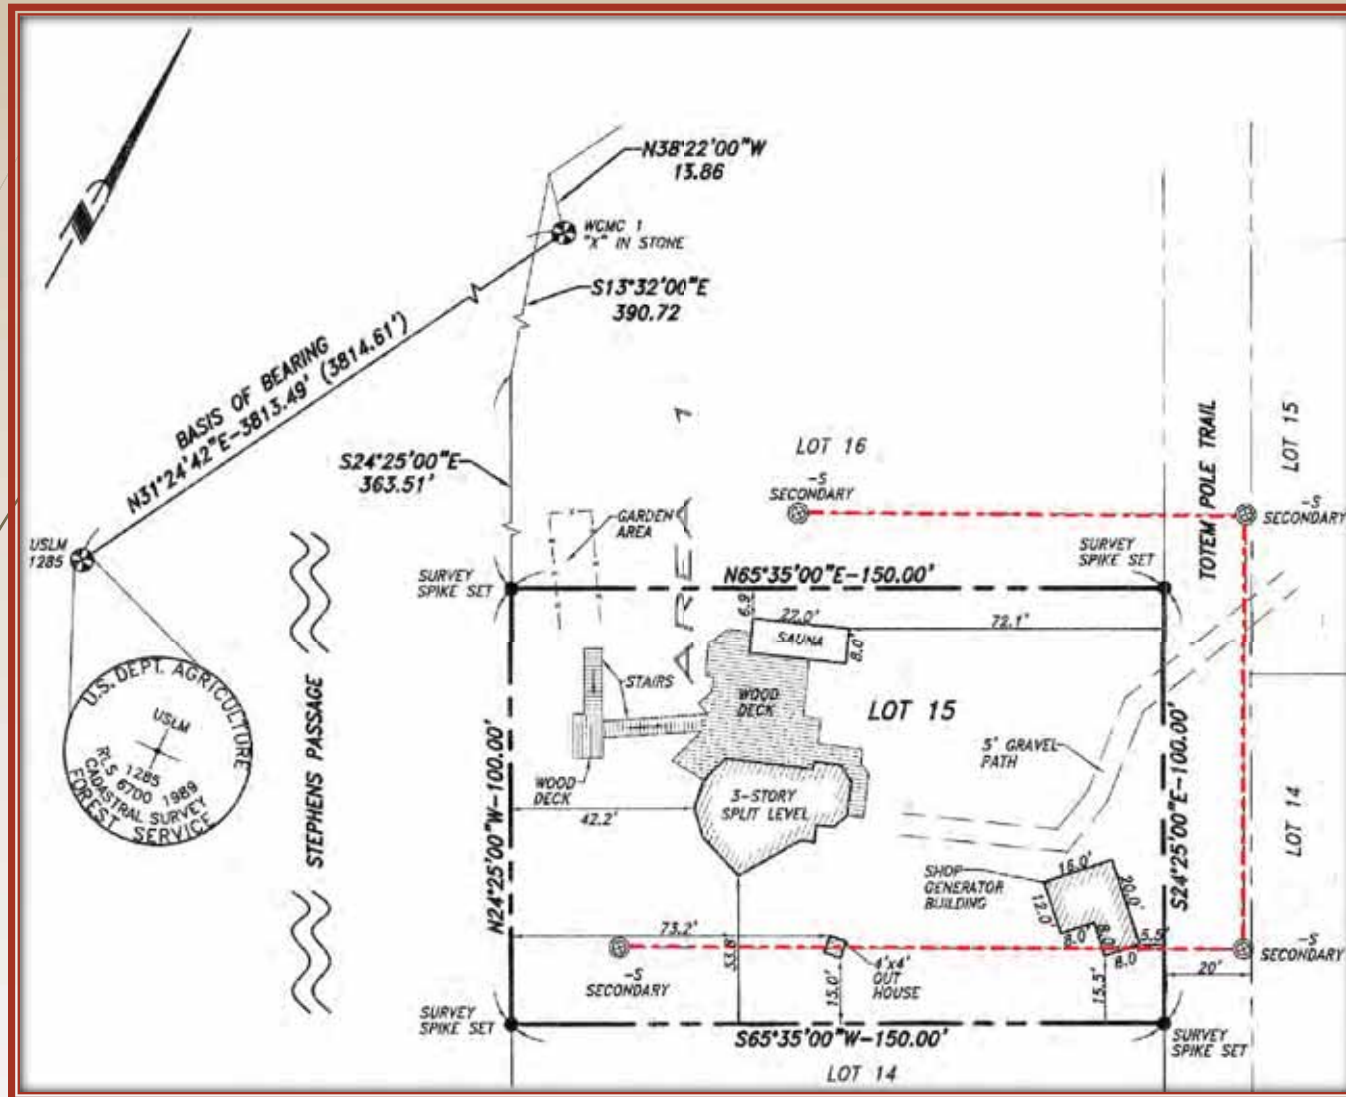 N38°22'00"W
13.86
WCMC 1
"X" IN STONE
S13°32'00"E
390.72
BASIS OF BEARING
N31°24'42"E-3813.49' (3814.61')
S24°25'00"E
363.51'
USLM
1285
U.S. DEPT. AGRICULTURE
USLM
1285
RLS 6700 1989
CADASTRAL SURVEY
FOREST SERVICE
STEPHENS PASSAGE
GARDEN
AREA
LOT 16
-S
SECONDARY
TOTEM POLE TRAIL
LOT 15
-S
SECONDARY
SURVEY
SPIKE SET
N65°35'00"E-150.00'
SURVEY
SPIKE SET
6.9
SAUNA
8.0'
72.1'
STAIRS
WOOD
DECK
LOT 15
5' GRAVEL
PATH
WOOD
DECK
3-STORY
SPLIT LEVEL
42.2'
N24°25'00"W-100.00'
S24°25'00"E-100.00'
LOT 14
SHOP
GENERATOR
BUILDING
16.0'
20.0'
12.0'
8.0'
8.0'
8.0
5.5'
73.2'
-S
SECONDARY
4'x4'
OUT
HOUSE
15.0'
15.5'
20'
-S
SECONDARY
SURVEY
SPIKE SET
S65°35'00"W-150.00'
SURVEY
SPIKE SET
LOT 14